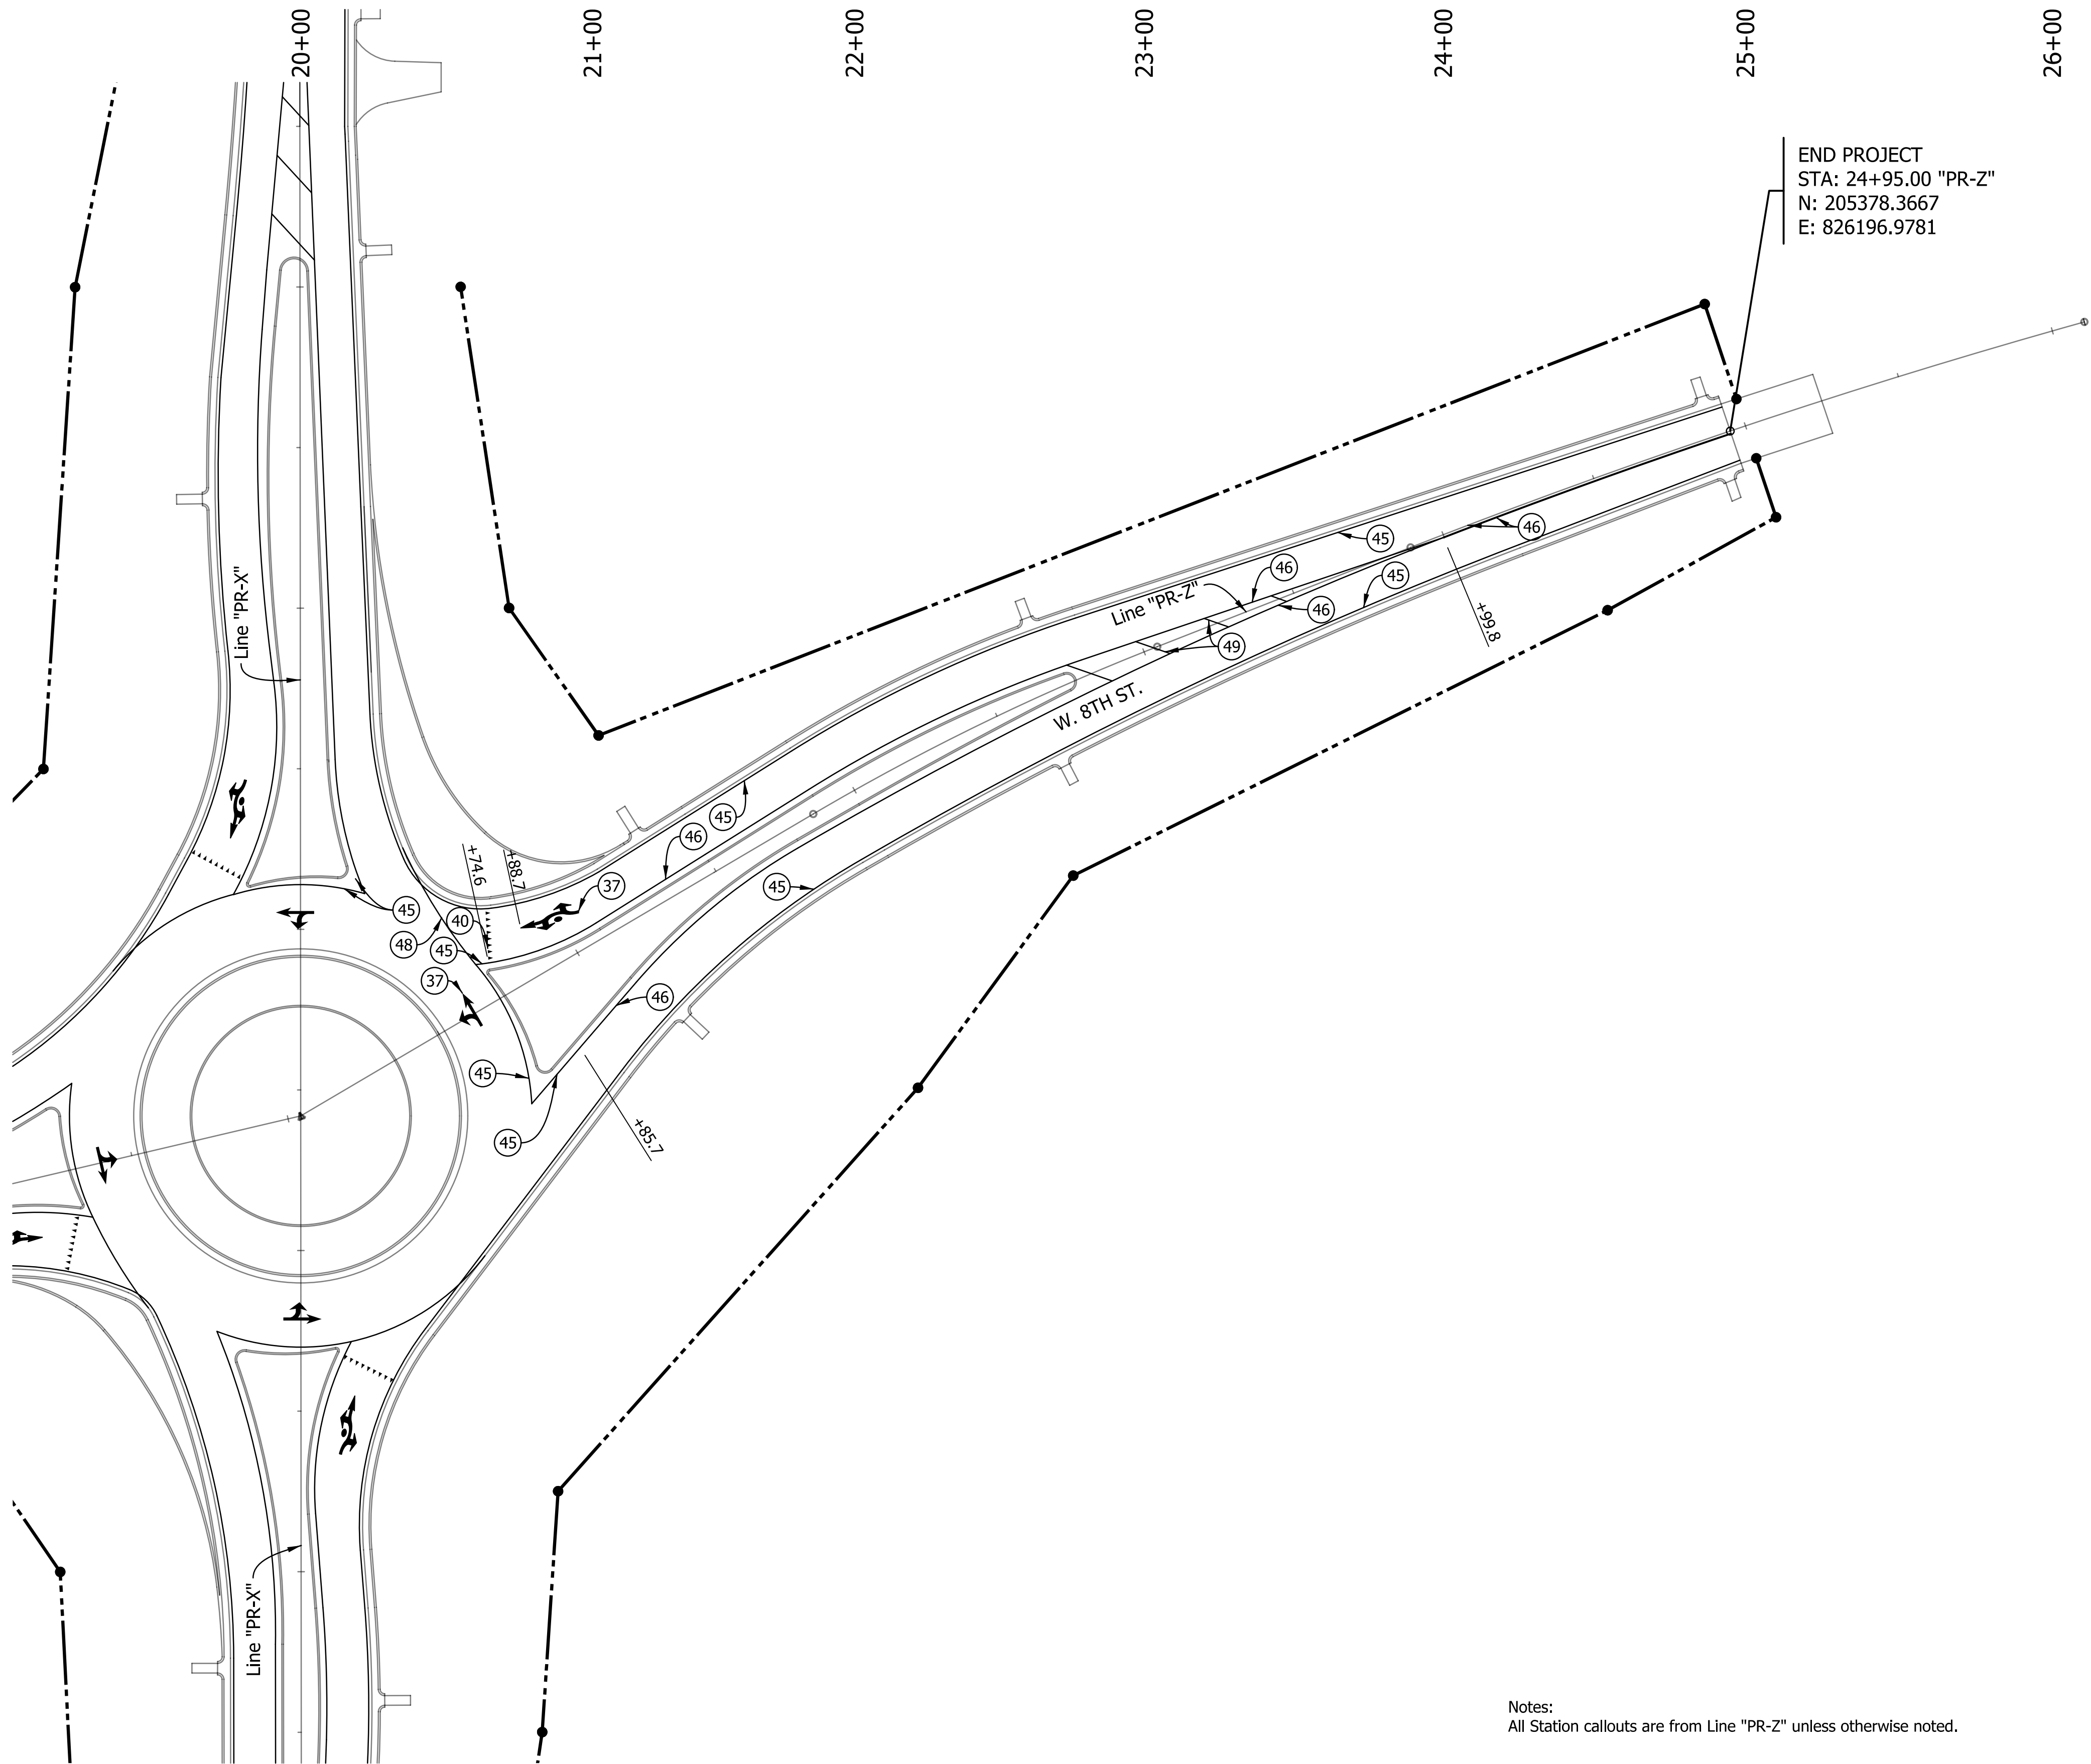 20+00
21+00
22+00
23+00
24+00
25+00
26+00
END PROJECT
STA: 24+95.00 "PR-Z"
N: 205378.3667
E: 826196.9781
46
45
46
45
Line "PR-Z"
46
49
+99.8
Line "PR-X"
W. 8TH ST.
45
46
+74.6
+88.7
37
45
45
40
48
45
37
46
45
45
+85.7
Line "PR-X"
Notes:
All Station callouts are from Line "PR-Z" unless otherwise noted.